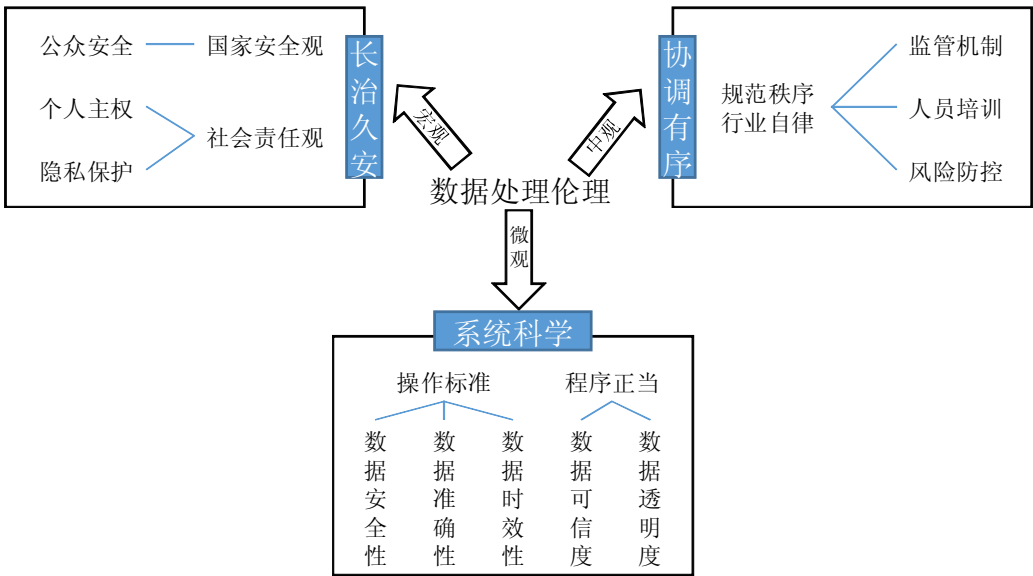 公众安全
国家安全观
个人主权
社会责任观
隐私保护
长治久安
宏观
协调有序
中观
规范秩序
行业自律
监管机制
人员培训
风险防控
数据处理伦理
微观
系统科学
操作标准
程序正当
数据安全性
数据准确性
数据时效性
数据可信度
数据透明度